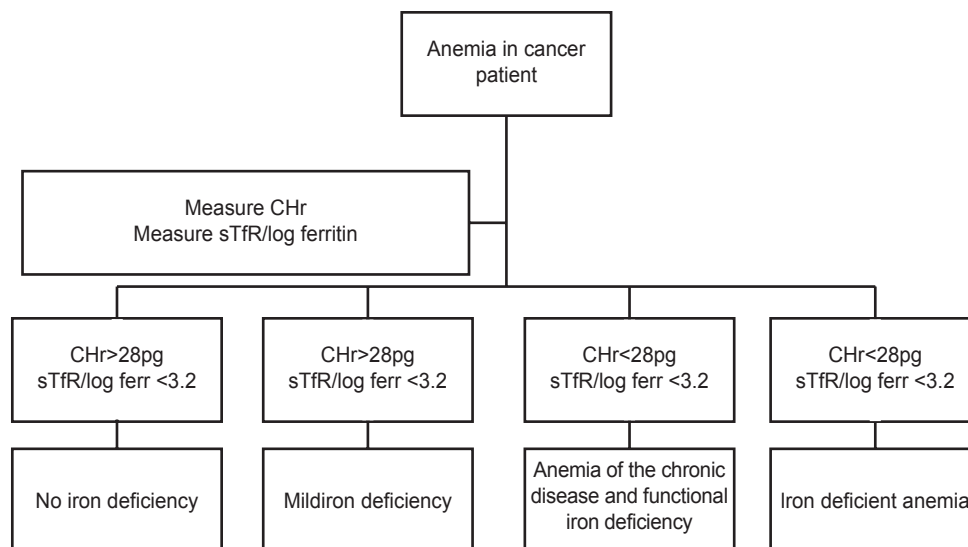 Anemia in cancer
patient
Measure CHr
Measure sTfR/log ferritin
CHr>28pg
sTfR/log ferr <3.2
CHr>28pg
sTfR/log ferr <3.2
CHr<28pg
sTfR/log ferr <3.2
CHr<28pg
sTfR/log ferr <3.2
No iron deficiency
Mildiron deficiency
Anemia of the chronic
disease and functional
iron deficiency
Iron deficient anemia